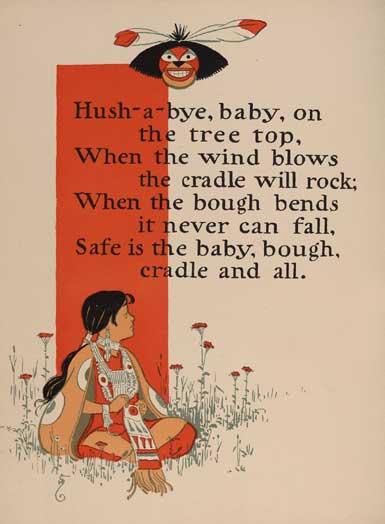 Hush-a-bye, baby, on
the tree top,
When the wind blows
the cradle will rock;
When the bough bends
it never can fall,
Safe is the baby, bough,
cradle and all.